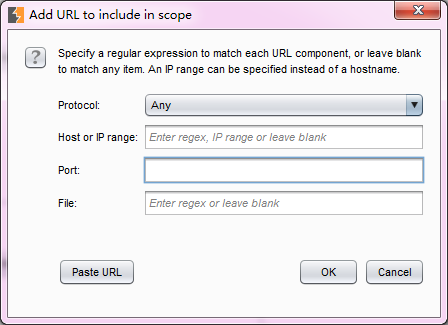 Add URL to include in scope
Specify a regular expression to match each URL component, or leave blank
to match any item. An IP range can be specified instead of a hostname.
Protocol: Any
Host or IP range: Enter regex, IP range or leave blank
Port:
File: Enter regex or leave blank
Paste URL OK Cancel